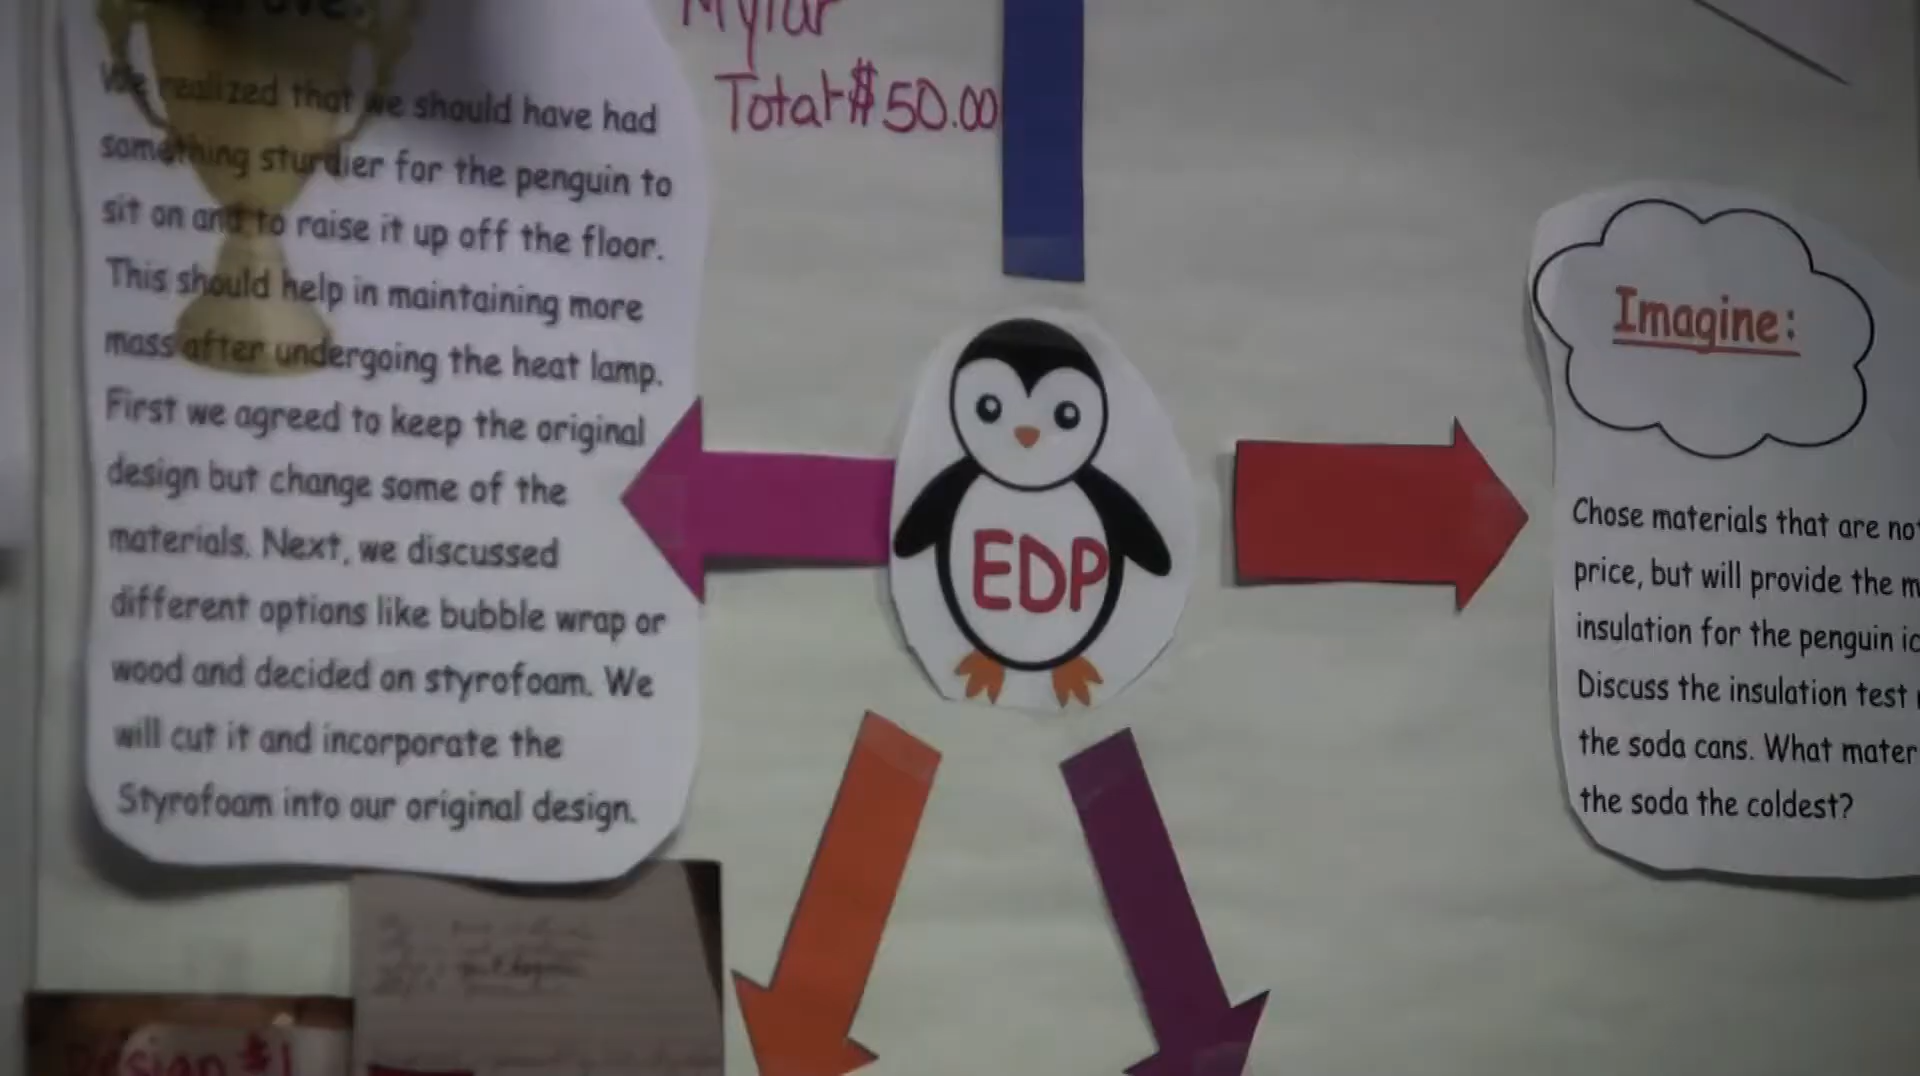 Mylar
Total $50.00
We realized that we should have had
something sturdier for the penguin to
sit on and to raise it up off the floor.
This should help in maintaining more
mass after undergoing the heat lamp.
First we agreed to keep the original
design but change some of the
materials. Next, we discussed
different options like bubble wrap or
wood and decided on styrofoam. We
will cut it and incorporate the
Styrofoam into our original design.
EDP
Imagine:
Chose materials that are
price, but will provide the
insulation for the penguin
Discuss the insulation test
the soda cans. What
the soda the coldest?
Design #1